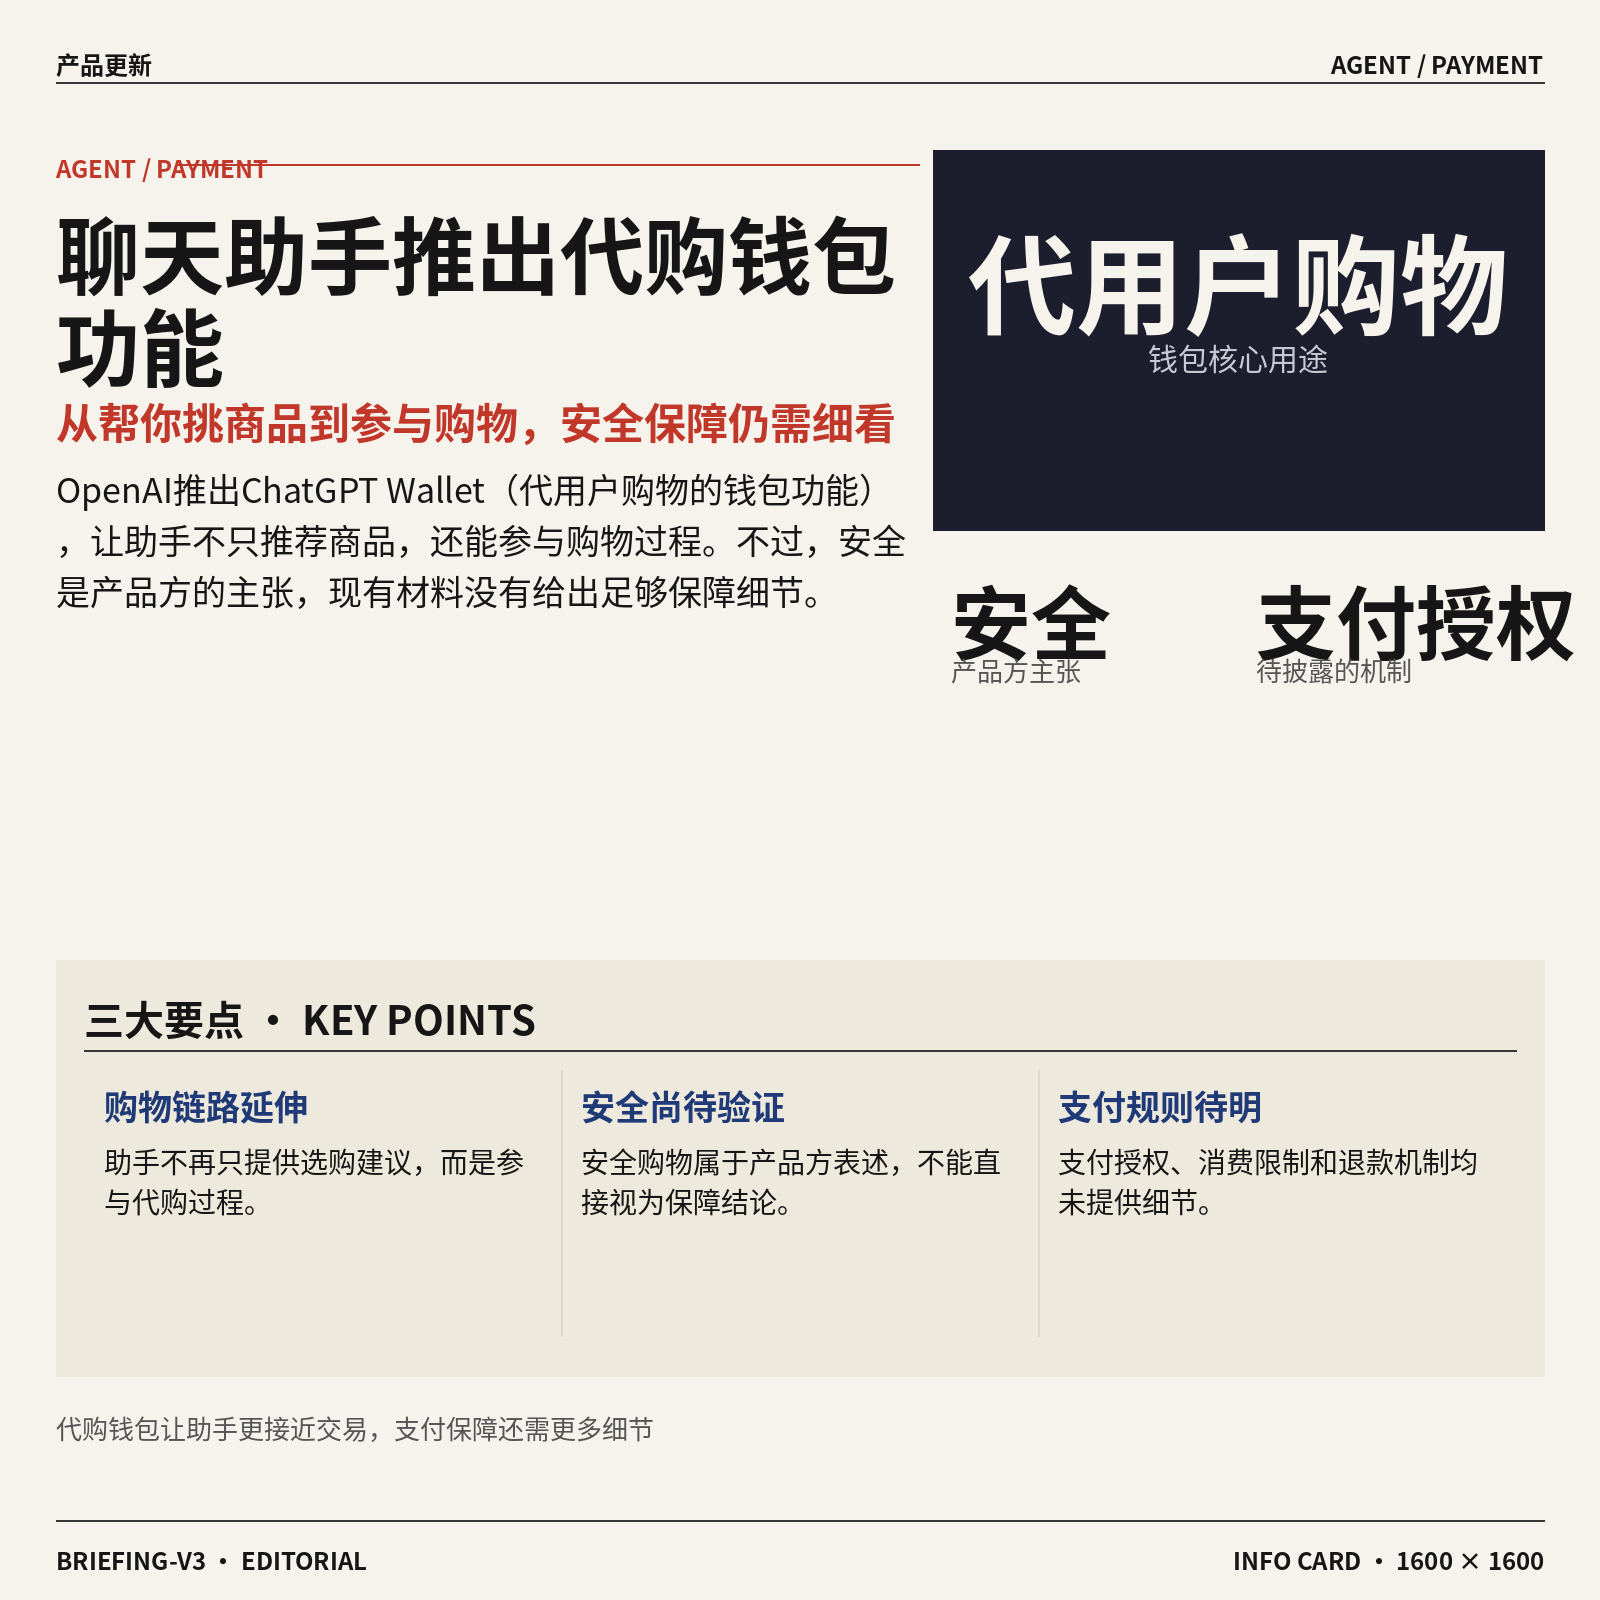 产品更新
AGENT / PAYMENT
AGENT / PAYMENT
聊天助手推出代购钱包
功能
从帮你挑商品到参与购物，安全保障仍需细看
OpenAI推出ChatGPT Wallet（代用户购物的钱包功能）
，让助手不只推荐商品，还能参与购物过程。不过，安全
是产品方的主张，现有材料没有给出足够保障细节。
代用户购物
钱包核心用途
安全
产品方主张
支付授权
待披露的机制
三大要点 · KEY POINTS
购物链路延伸
助手不再只提供选购建议，而是参
与代购过程。
安全尚待验证
安全购物属于产品方表述，不能直
接视为保障结论。
支付规则待明
支付授权、消费限制和退款机制均
未提供细节。
代购钱包让助手更接近交易，支付保障还需更多细节
BRIEFING-V3 · EDITORIAL
INFO CARD · 1600 × 1600